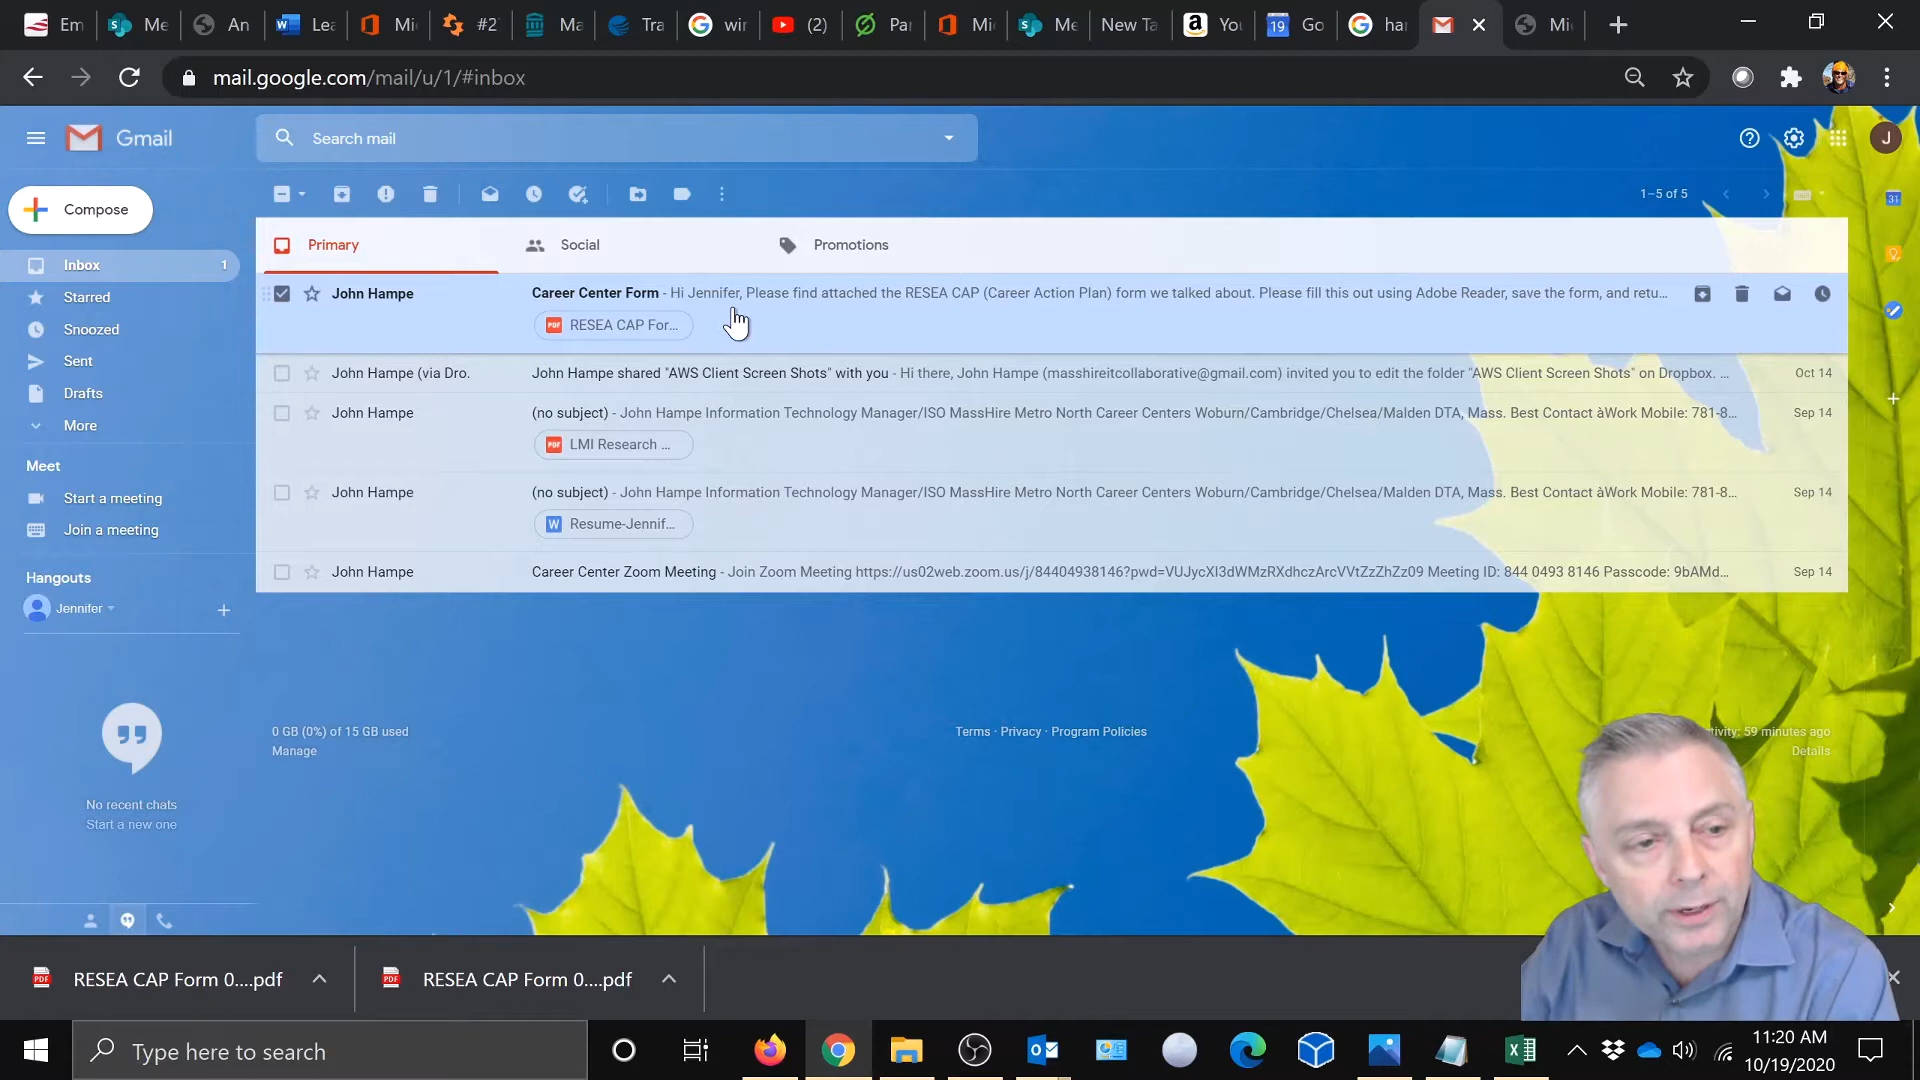 Em
Me
An
Lea
Mi
#2
Ma
Tra
wir
(2)
Par
Mi
Me
New Ta
You
19
Go
har
Mi
mail.google.com/mail/u/1/#inbox
Gmail
Search mail
J
Compose
1–5 of 5
31
Primary
Social
Promotions
Inbox
1
Starred
Snoozed
Sent
Drafts
More
John Hampe
Career Center Form - Hi Jennifer, Please find attached the RESEA CAP (Career Action Plan) form we talked about. Please fill this out using Adobe Reader, save the form, and retu...
PDF RESEA CAP For...
John Hampe (via Dro.
John Hampe shared "AWS Client Screen Shots" with you - Hi there, John Hampe (masshireitcollaborative@gmail.com) invited you to edit the folder "AWS Client Screen Shots" on Dropbox. ...
Oct 14
John Hampe
(no subject) - John Hampe Information Technology Manager/ISO MassHire Metro North Career Centers Woburn/Cambridge/Chelsea/Malden DTA, Mass. Best Contact àWork Mobile: 781-8...
Sep 14
PDF LMI Research ...
John Hampe
(no subject) - John Hampe Information Technology Manager/ISO MassHire Metro North Career Centers Woburn/Cambridge/Chelsea/Malden DTA, Mass. Best Contact àWork Mobile: 781-8...
Sep 14
W Resume-Jennif...
John Hampe
Sep 14
Meet
Start a meeting
Join a meeting
Hangouts
Jennifer
No recent chats
Start a new one
0 GB (0%) of 15 GB used
Manage
Terms · Privacy · Program Policies
tivity: 59 minutes ago
Details
Career Center Zoom Meeting - Join Zoom Meeting
Meeting ID: 844 0493 8146 Passcode: 9bAMd...
PDF RESEA CAP Form 0....pdf
PDF RESEA CAP Form 0....pdf
Type here to search
11:20 AM
10/19/2020